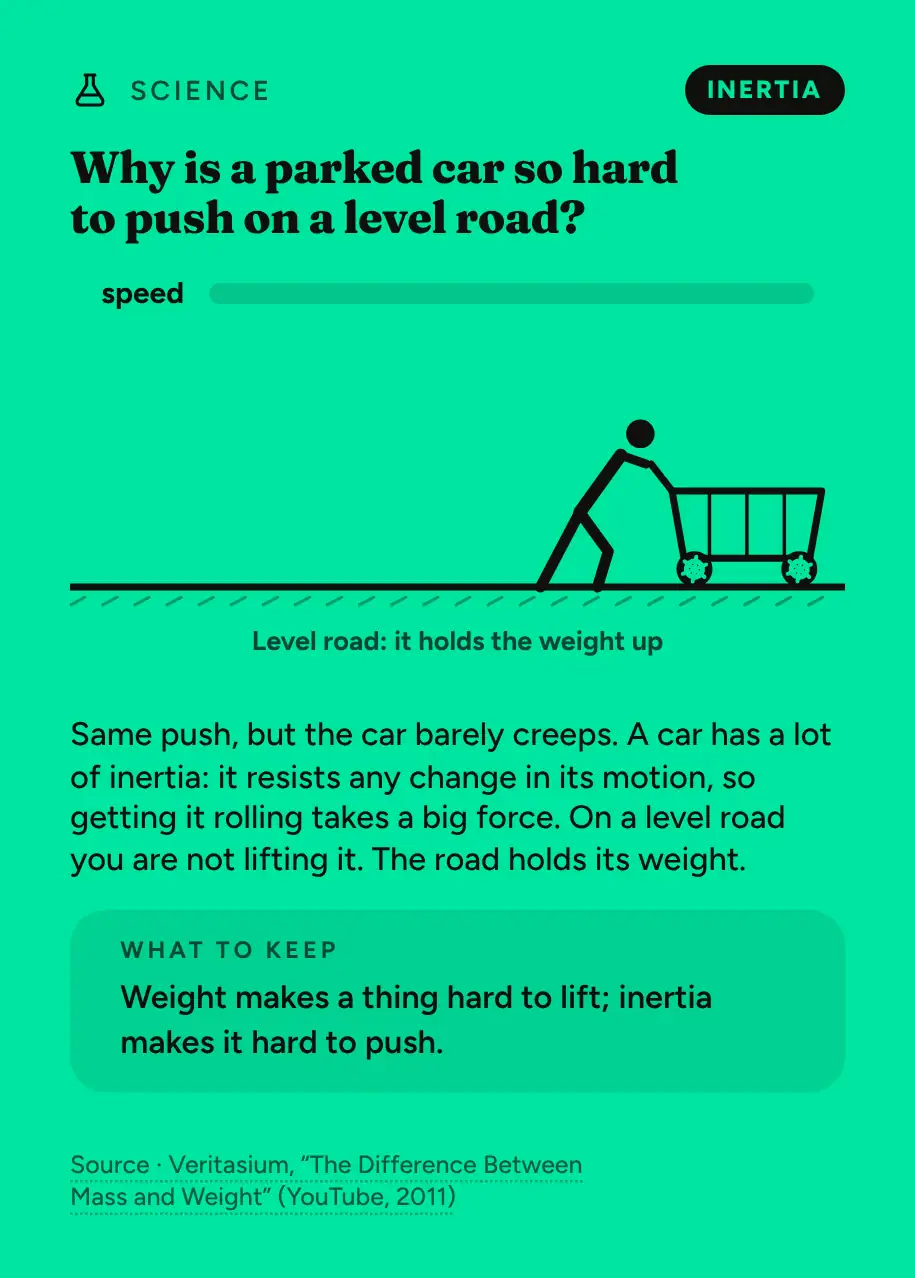 SCIENCE
INERTIA
Why is a parked car so hard
to push on a level road?
speed
Level road: it holds the weight up
Same push, but the car barely creeps. A car has a lot
of inertia: it resists any change in its motion, so
getting it rolling takes a big force. On a level road
you are not lifting it. The road holds its weight.
WHAT TO KEEP
Weight makes a thing hard to lift; inertia
makes it hard to push.
Source · Veritasium, “The Difference Between
Mass and Weight” (YouTube, 2011)